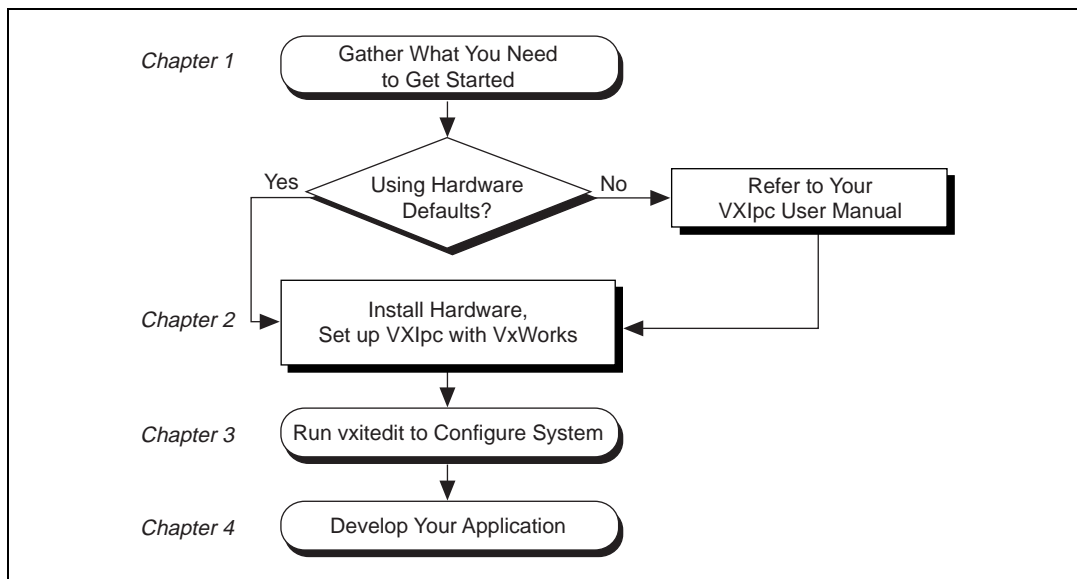 Chapter 1
Gather What You Need
to Get Started
Yes
Using Hardware
Defaults?
No
Refer to Your
VXIpc User Manual
Chapter 2
Install Hardware,
Set up VXIpc with VxWorks
Chapter 3
Run vxitedit to Configure System
Chapter 4
Develop Your Application